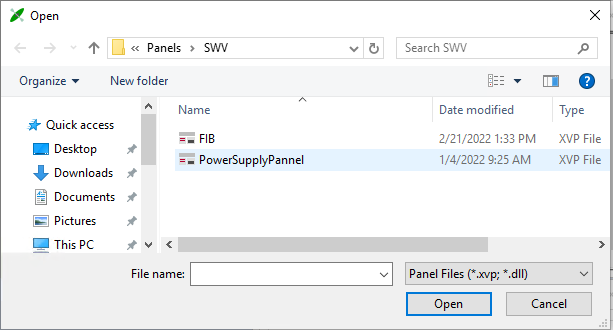 Open
« Panels > SWV
Search SWV
Organize
New folder
Name
Date modified
Type
Quick access
Desktop
Downloads
Documents
Pictures
This PC
FIB 2/21/2022 1:33 PM XVP File
PowerSupplyPannel 1/4/2022 9:25 AM XVP File
File name:
Panel Files (*.xvp; *.dll)
Open
Cancel